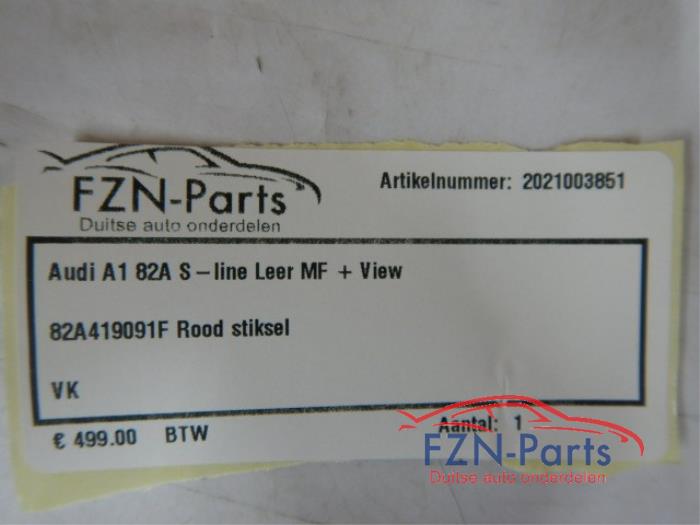 FZN-Parts
Duitse auto onderdelen
Artikelnummer: 2021003851
Audi A1 82A S-line Leer MF + View
82A419091F Rood stiksel
VK
€ 499.00 BTW
Aantal: 1
FZN-Parts
Duitse auto onderdelen